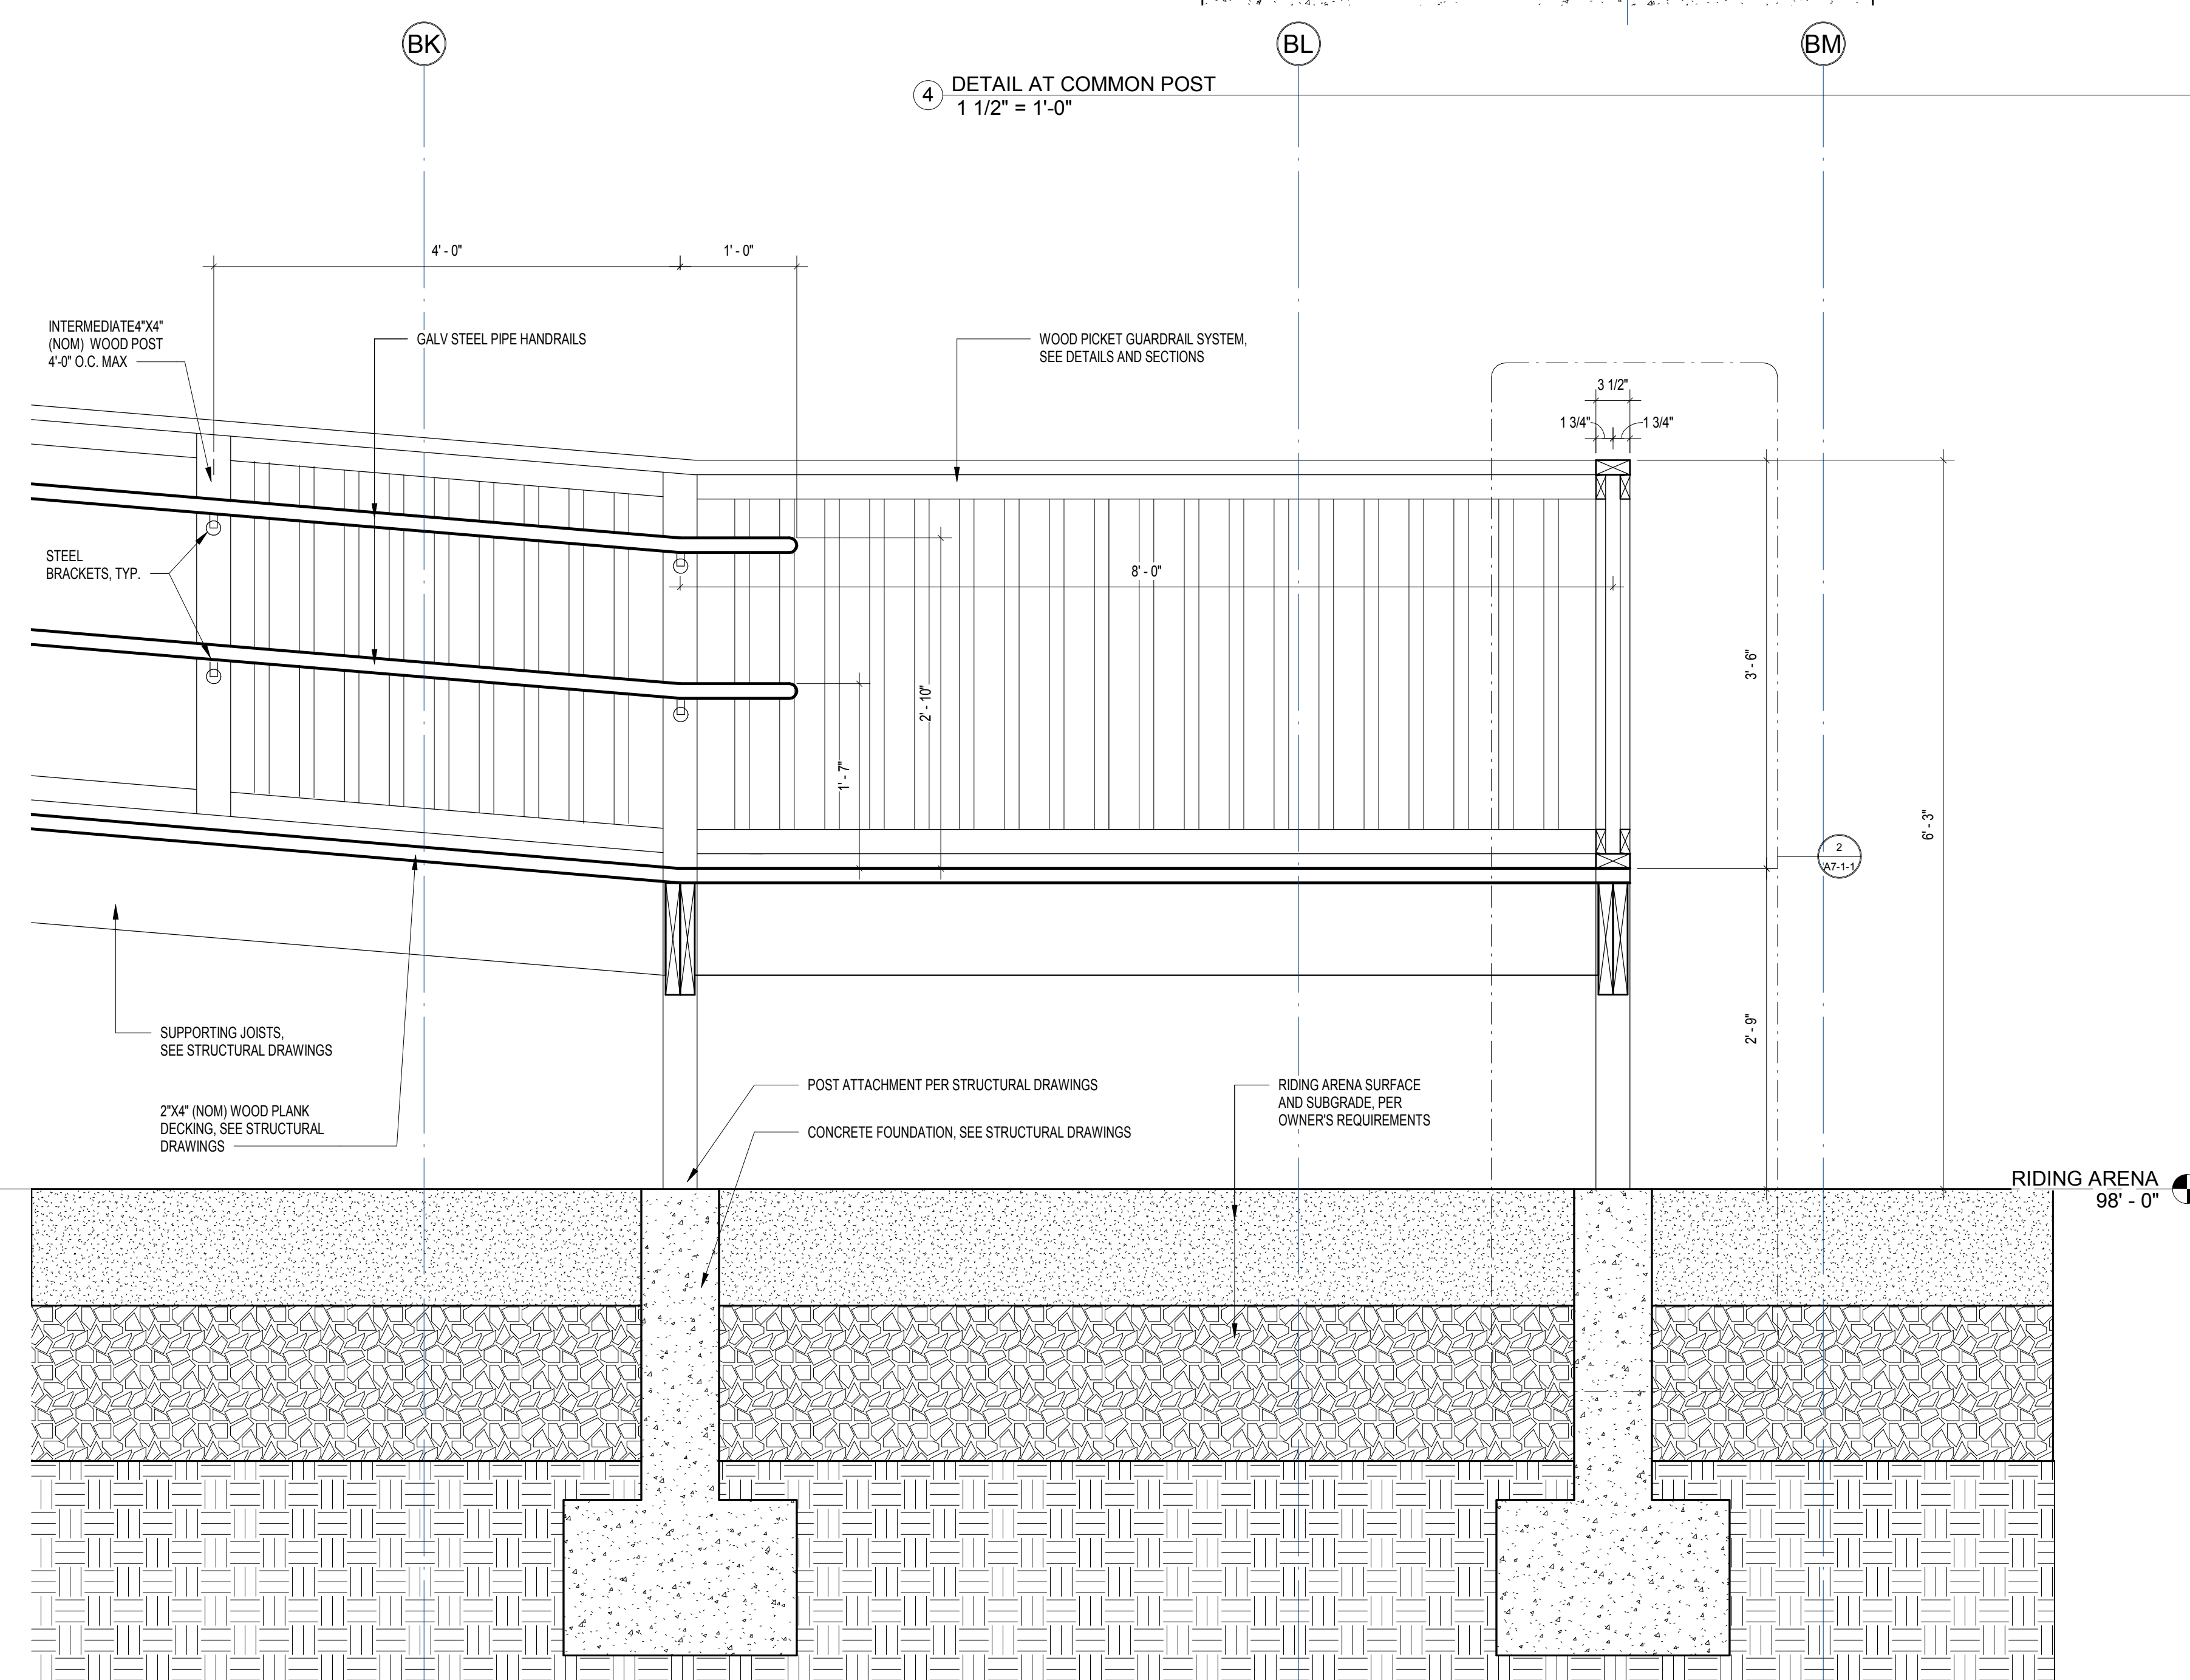 BK
BL
BM
4
DETAIL AT COMMON POST
1 1/2" = 1'-0"
4' - 0"
1' - 0"
INTERMEDIATE4"X4"
(NOM) WOOD POST
4'-0" O.C. MAX
GALV STEEL PIPE HANDRAILS
WOOD PICKET GUARDRAIL SYSTEM,
SEE DETAILS AND SECTIONS
3 1/2"
1 3/4"
1 3/4"
STEEL
BRACKETS, TYP.
8' - 0"
3' - 6"
2' - 10"
1' - 7"
6' - 3"
2
A7-1-1
2' - 9"
SUPPORTING JOISTS,
SEE STRUCTURAL DRAWINGS
2"X4" (NOM) WOOD PLANK
DECKING, SEE STRUCTURAL
DRAWINGS
POST ATTACHMENT PER STRUCTURAL DRAWINGS
CONCRETE FOUNDATION, SEE STRUCTURAL DRAWINGS
RIDING ARENA SURFACE
AND SUBGRADE, PER
OWNER'S REQUIREMENTS
RIDING ARENA
98' - 0"